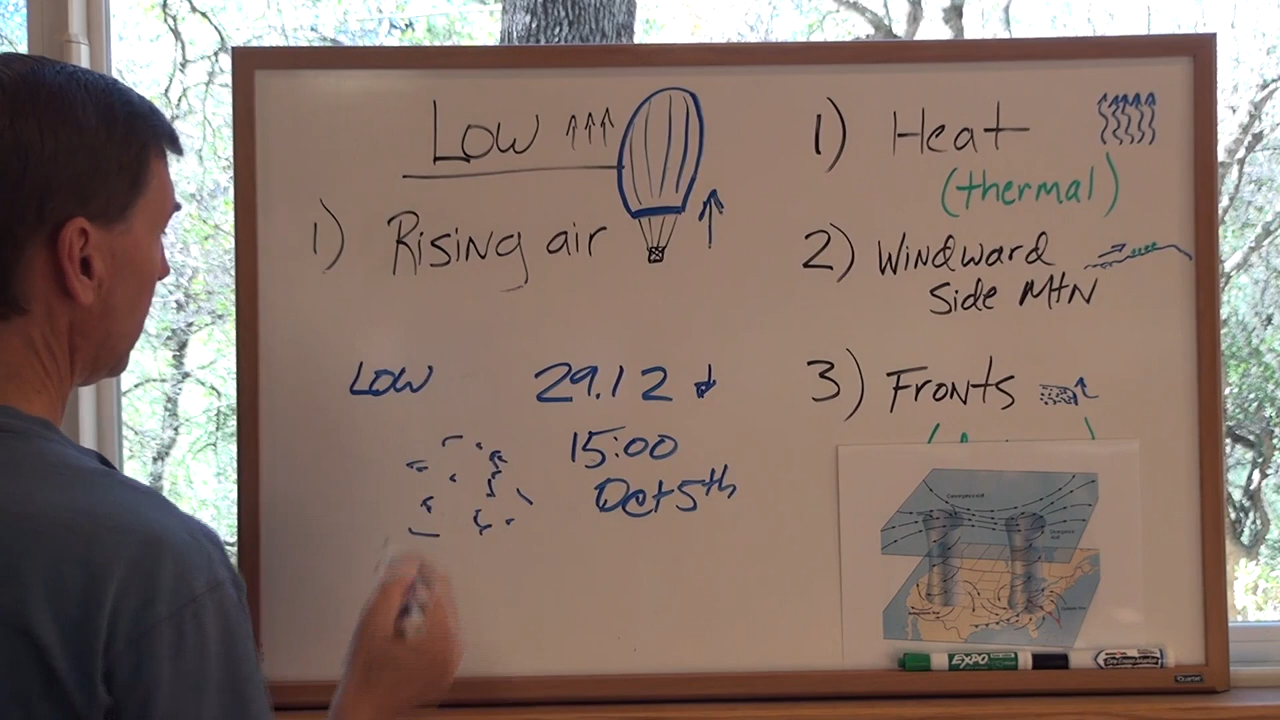 Low
1) Rising air
LOW 29.12
15:00
Oct 5th
1) Heat
(thermal)
2) Windward
Side MtN
3) Fronts
EXPO
Quartet